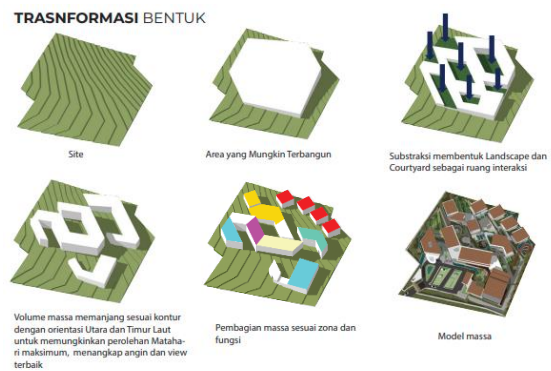 TRASNFORMASI BENTUK
Site
Area yang Mungkin Terbangun
Substraksi membentuk Landscape dan
Courtyard sebagai ruang interaksi
Volume massa memanjang sesuai kontur
dengan orientasi Utara dan Timur Laut
untuk memungkinkan perolehan Mataha-
ri maksimum, menangkap angin dan view
terbaik
Pembagian massa sesuai zona dan
fungsi
Model massa